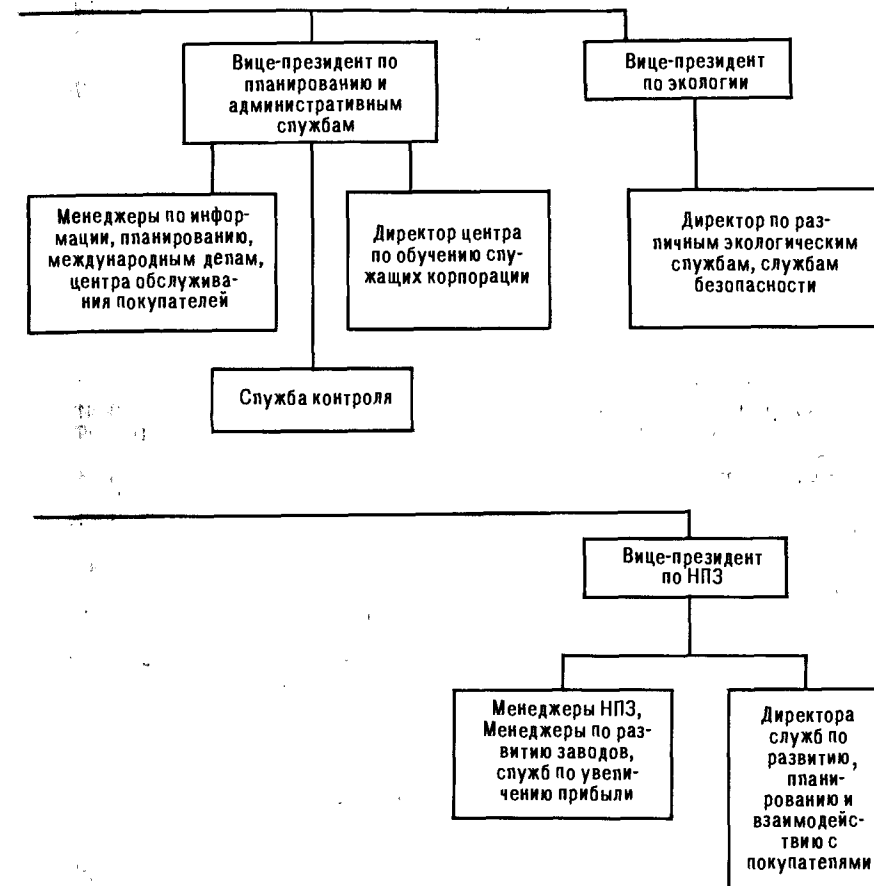 Вице-президент по
планированию и
административным
службам
Вице-президент
по экологии
Менеджеры по инфор-
мации, планированию,
международным делам,
центра обслужива-
ния покупателей
Директор центра
по обучению слу-
жащих корпорации
Директор по раз-
личным экологическим
службам, службам
безопасности
Служба контроля
Вице-президент
по НПЗ
Менеджеры НПЗ,
Менеджеры по раз-
витию заводов,
служб по увели-
чению прибыли
Директора
служб по
развитию,
плани-
рованию и
взаимодейс-
твию с
покупателями